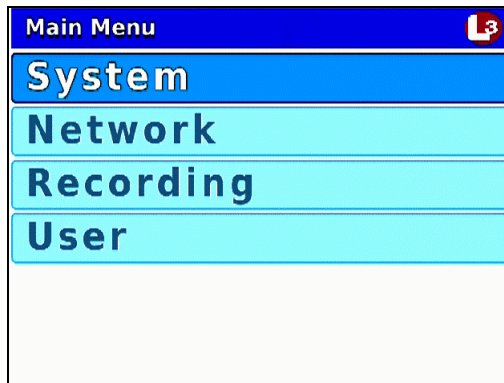 Main Menu
L3
System
Network
Recording
User